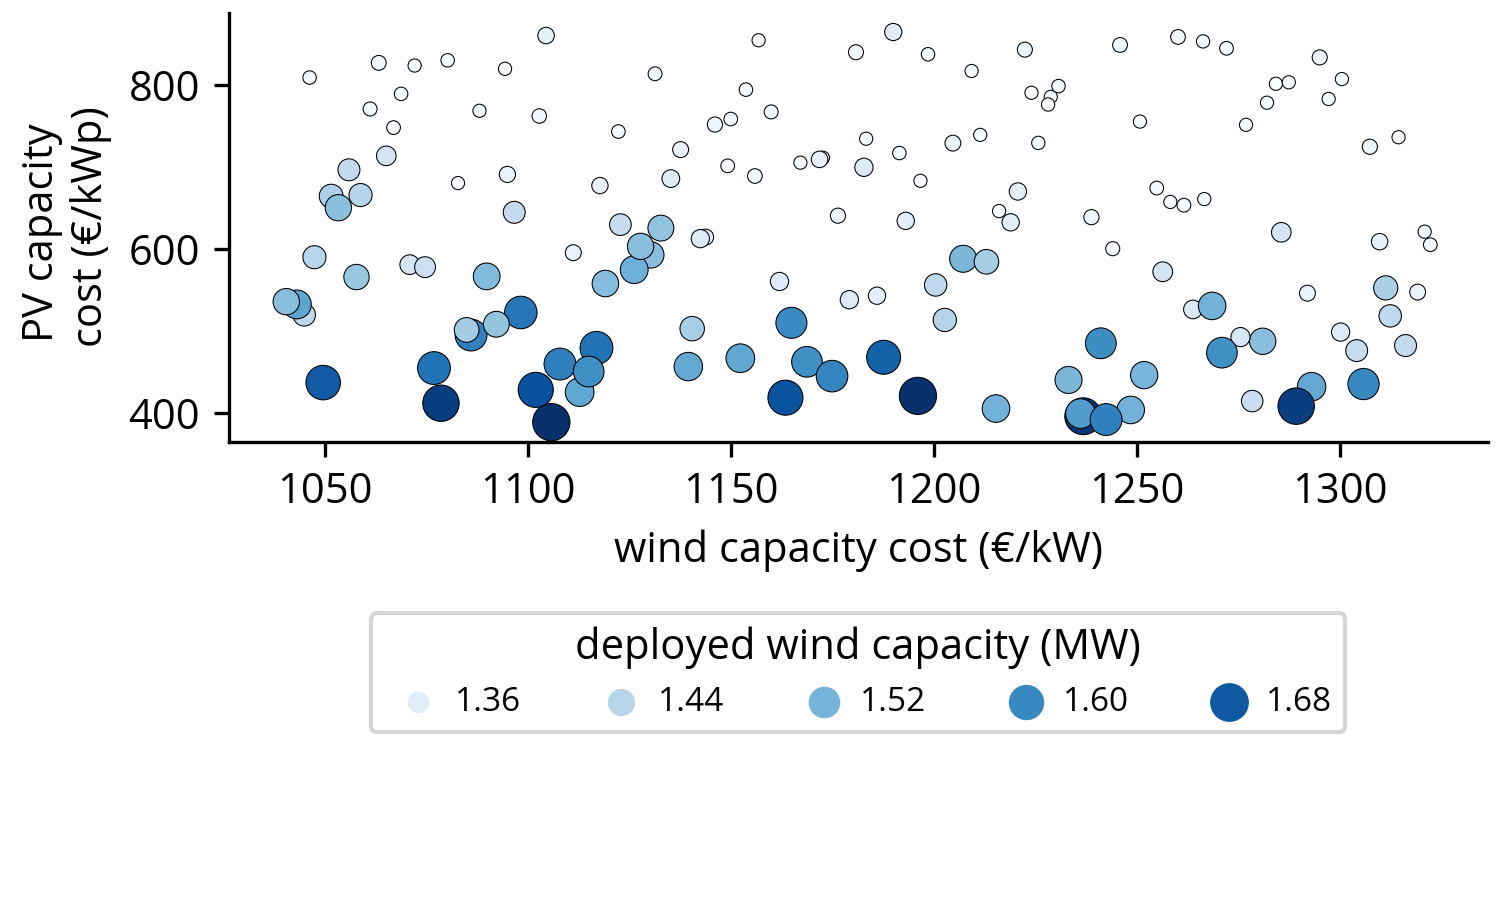 PV capacity
cost (€/kWp)
800
600
400
1050 1100 1150 1200 1250 1300
wind capacity cost (€/kW)
deployed wind capacity (MW)
1.36 1.44 1.52 1.60 1.68